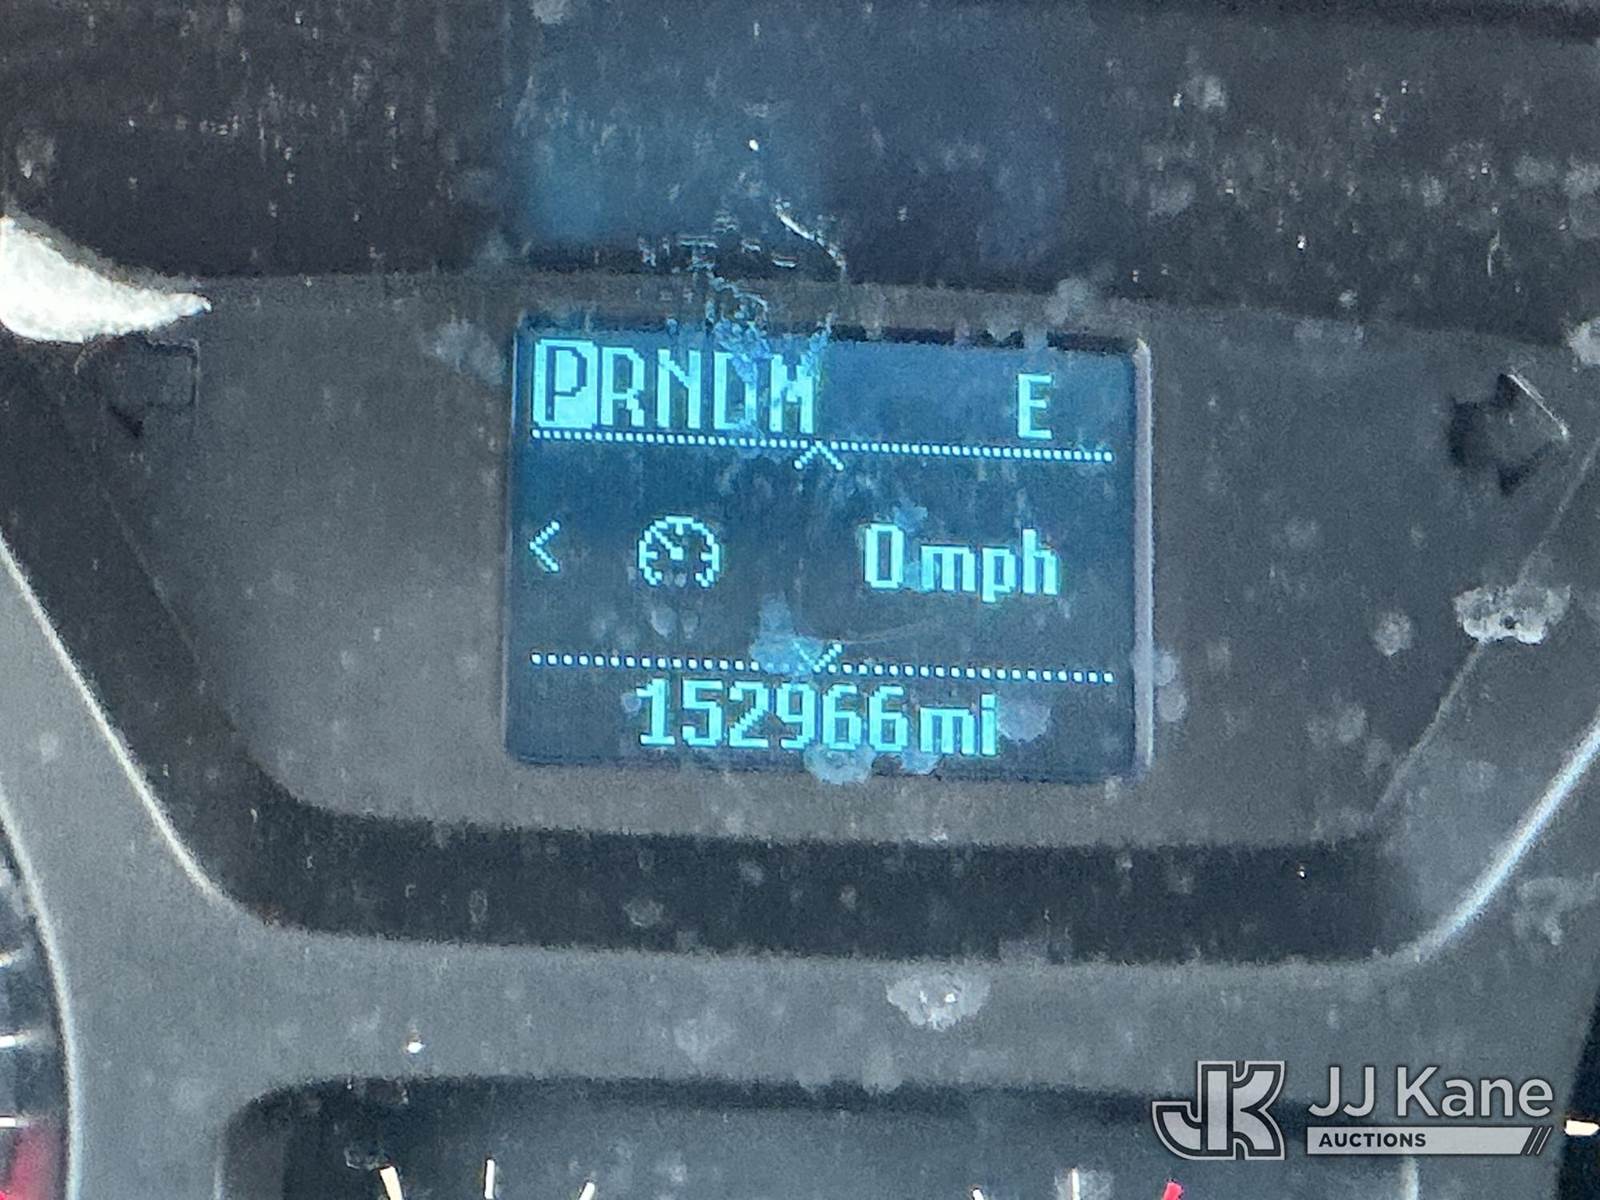 PRNDM E
0mph
152966mi
JJ Kane
AUCTIONS